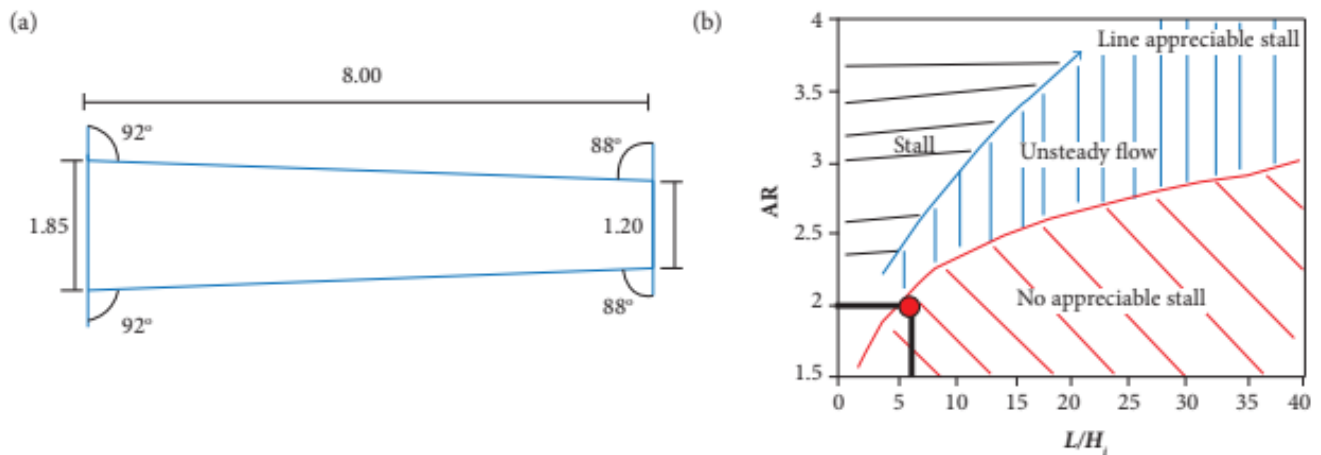 (a)
8.00
92°
88°
1.85
1.20
92°
88°
(b)
4
Line appreciable stall
3.5
Stall
Unsteady flow
3
AR
2.5
No appreciable stall
2
1.5
0 5 10 15 20 25 30 35 40
L/Hi